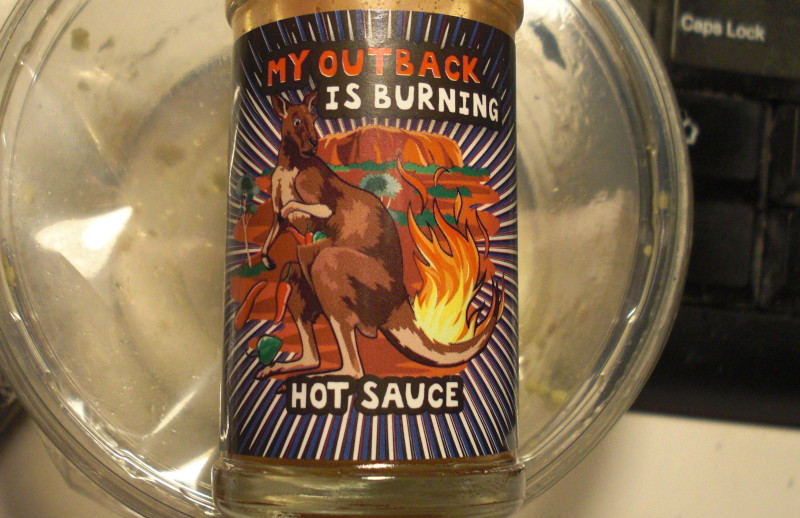 Caps Lock
MY OUTBACK
IS BURNING
HOT SAUCE